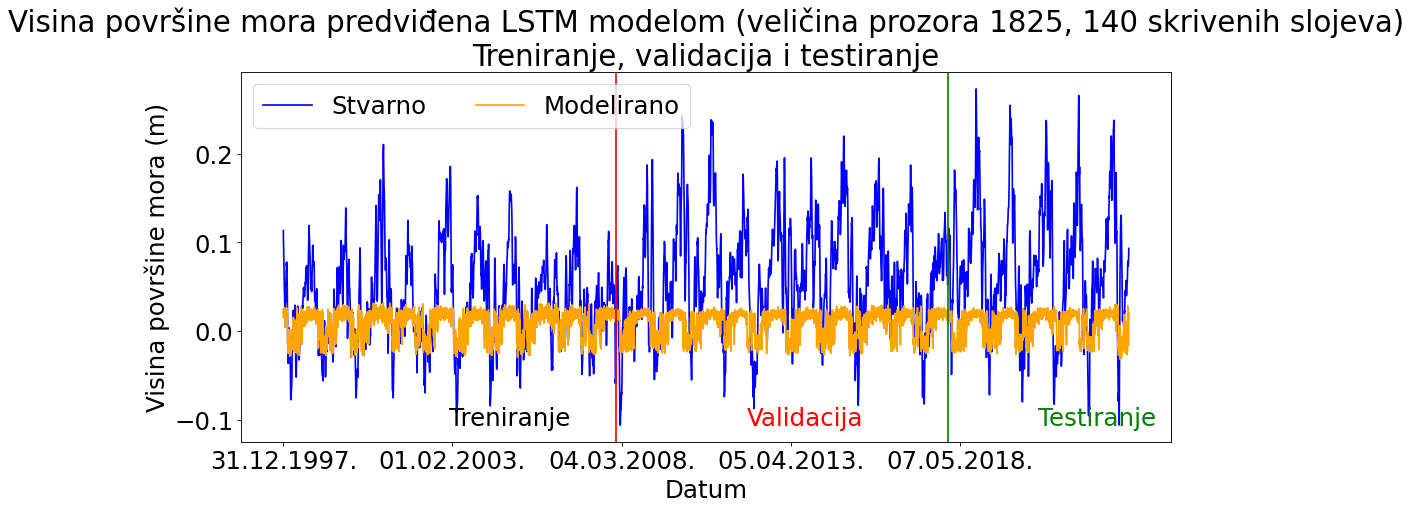 Visina površine mora predviđena LSTM modelom (veličina prozora 1825, 140 skrivenih slojeva)
Treniranje, validacija i testiranje
Stvarno
Modelirano
Visina površine mora (m)
0.2
0.1
0.0
−0.1
Treniranje
Validacija
Testiranje
31.12.1997.
01.02.2003.
04.03.2008.
05.04.2013.
07.05.2018.
Datum